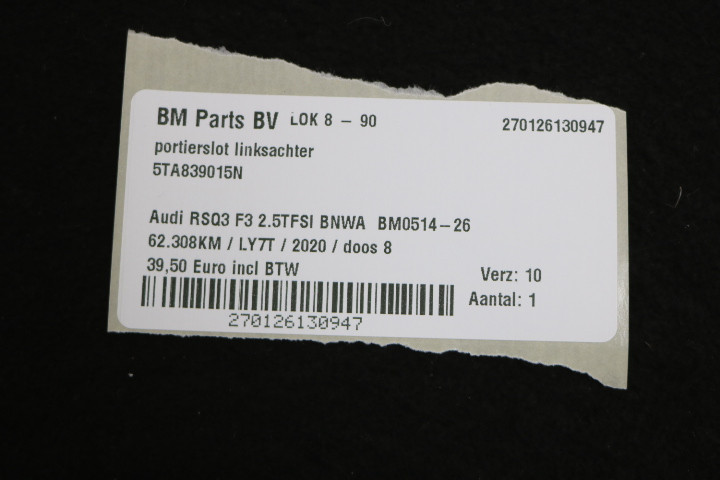 BM Parts BV LOK 8 - 90 270126130947
portierslot linksachter
5TA839015N
Audi RSQ3 F3 2.5TFSI BNWA BM0514-26
62.308KM / LY7T / 2020 / doos 8
39,50 Euro incl BTW Verz: 10
Aantal: 1
270126130947